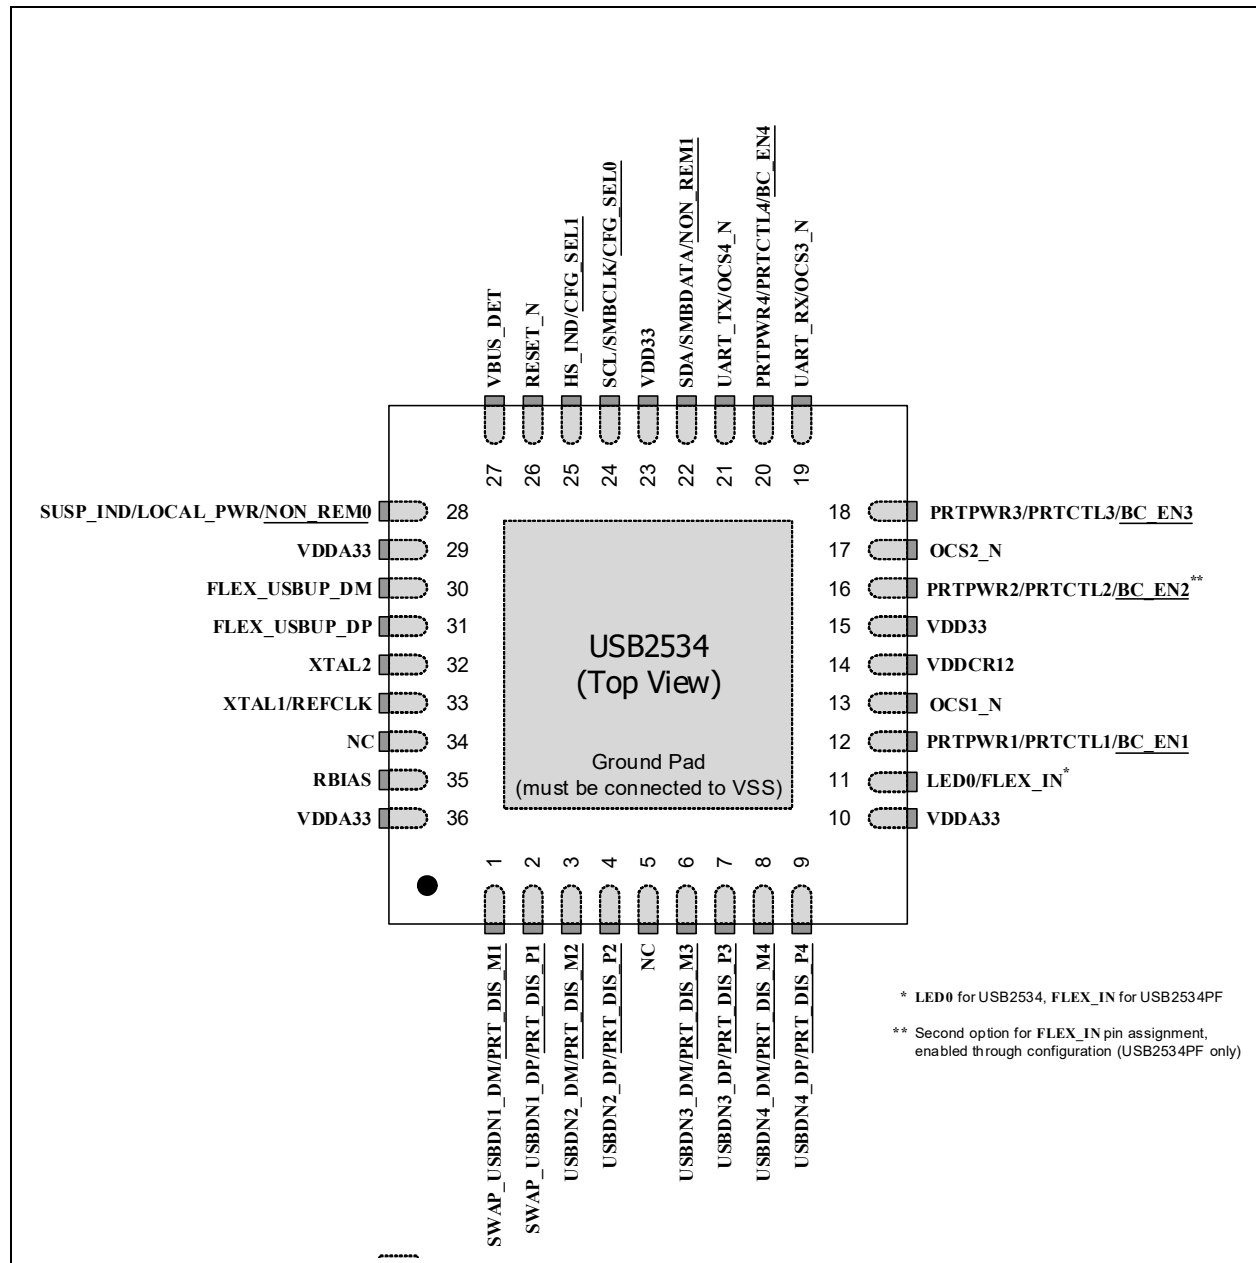 VBUS_DET
RESET_N
HS_IND/CFG_SEL1
SCL/SMBCLK/CFG_SEL0
VDD33
SDA/SMBDATA/NON_REM1
UART_TX/OCS4_N
PRTPWR4/PRTCTL4/BC_EN4
UART_RX/OCS3_N
27
26
25
24
23
22
21
20
19
SUSP_IND/LOCAL_PWR/NON_REM0 28
VDDA33 29
FLEX_USBUP_DM 30
FLEX_USBUP_DP 31
XTAL2 32
XTAL1/REFCLK 33
NC 34
RBIAS 35
VDDA33 36
USB2534
(Top View)
Ground Pad
(must be connected to VSS)
18 PRTPWR3/PRTCTL3/BC_EN3
17 OCS2_N
16 PRTPWR2/PRTCTL2/BC_EN2**
15 VDD33
14 VDDCR12
13 OCS1_N
12 PRTPWR1/PRTCTL1/BC_EN1
11 LED0/FLEX_IN*
10 VDDA33
1
2
3
4
5
6
7
8
9
SWAP_USBDN1_DM/PRT_DIS_M1
SWAP_USBDN1_DP/PRT_DIS_P1
USBDN2_DM/PRT_DIS_M2
USBDN2_DP/PRT_DIS_P2
NC
USBDN3_DM/PRT_DIS_M3
USBDN3_DP/PRT_DIS_P3
USBDN4_DM/PRT_DIS_M4
USBDN4_DP/PRT_DIS_P4
* LED0 for USB2534, FLEX_IN for USB2534PF
** Second option for FLEX_IN pin assignment,
enabled through configuration (USB2534PF only)